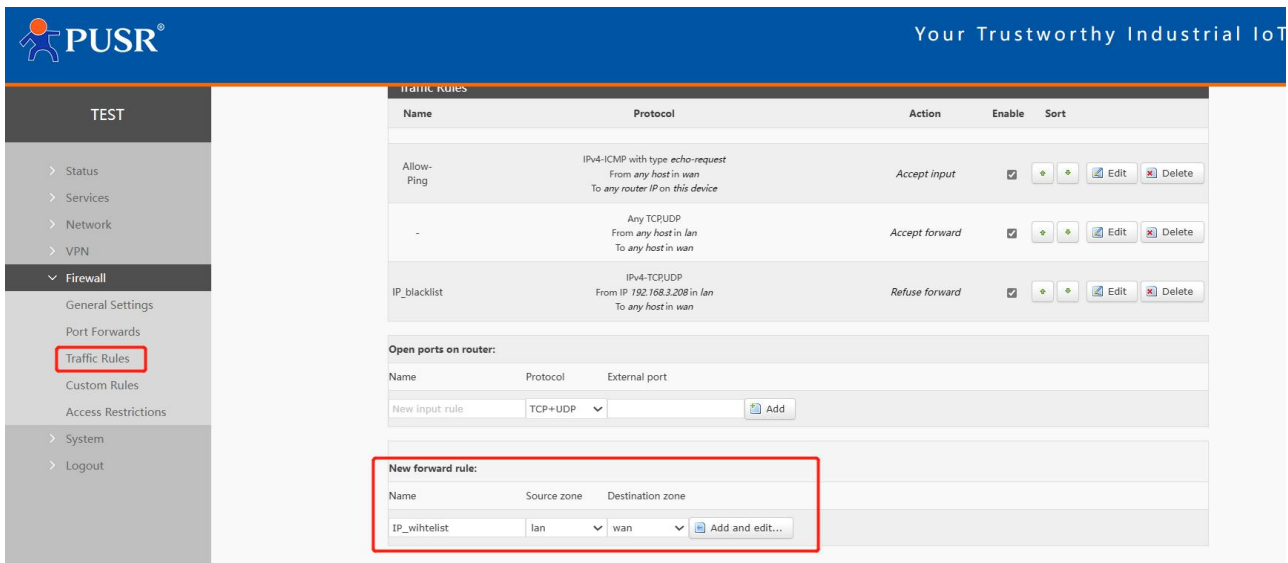 PUSR®
Your Trustworthy Industrial IoT
TEST
Status
Services
Network
VPN
Firewall
General Settings
Port Forwards
Traffic Rules
Custom Rules
Access Restrictions
System
Logout
Traffic Rules
Name Protocol Action Enable Sort
Allow-
Ping
IPv4-ICMP with type echo-request
From any host in wan
To any router IP on this device
Accept input
Edit Delete
-
Any TCP,UDP
From any host in lan
To any host in wan
Accept forward
Edit Delete
IP_blacklist
IPv4-TCP,UDP
From IP 192.168.3.208 in lan
To any host in wan
Refuse forward
Edit Delete
Open ports on router:
Name Protocol External port
New input rule TCP+UDP Add
New forward rule:
Name Source zone Destination zone
IP_wihtelist lan wan Add and edit...